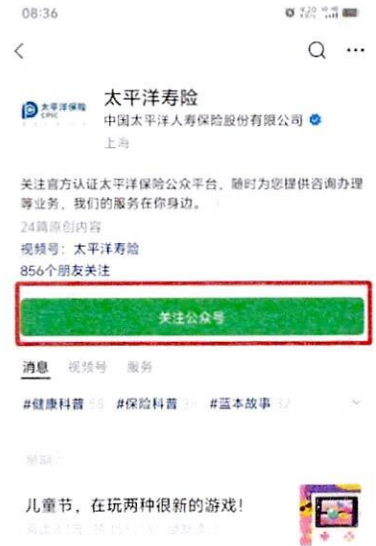 08:36
太平洋寿险
太平洋保险
CPIC
中国太平洋人寿保险股份有限公司
上海
关注官方认证太平洋保险公众平台，随时为您提供咨询办理
等业务，我们的服务在你身边。
24篇原创内容
视频号：太平洋寿险
856个朋友关注
关注公众号
消息 视频号 服务
#健康科普 #保险科普 #蓝本故事
儿童节，在玩两种很新的游戏！